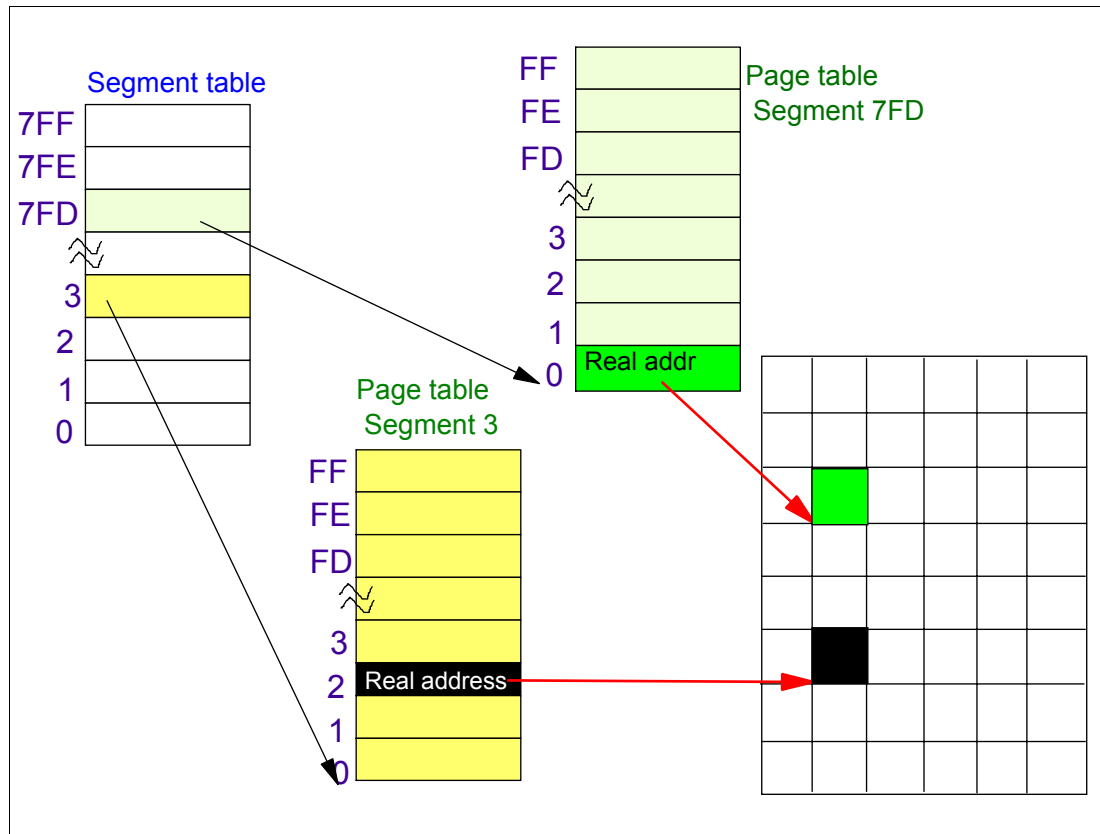 Segment table
7FF
7FE
7FD
3
2
1
0
FF
FE
FD
3
2
1
0
Real addr
Page table
Segment 7FD
Page table
Segment 3
FF
FE
FD
3
2
1
0
Real address